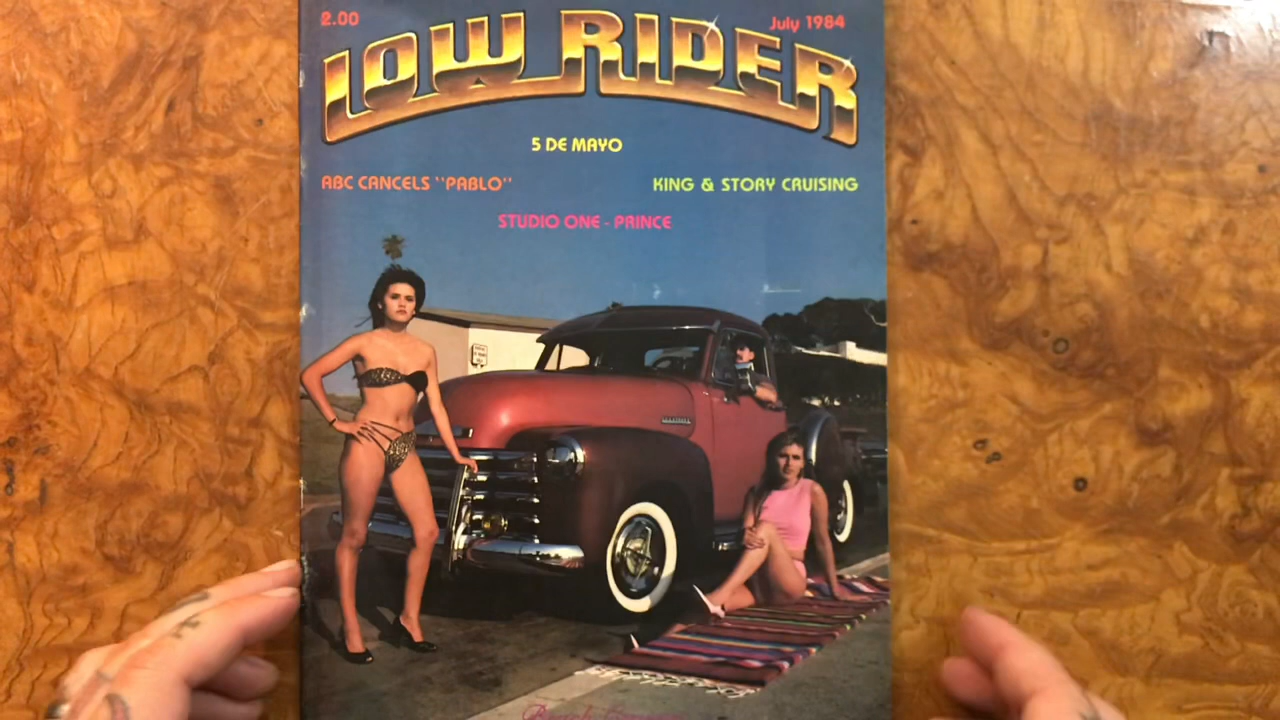 2.00
July 1984
LOW RIDER
5 DE MAYO
ABC CANCELS "PABLO"
KING & STORY CRUISING
STUDIO ONE - PRINCE